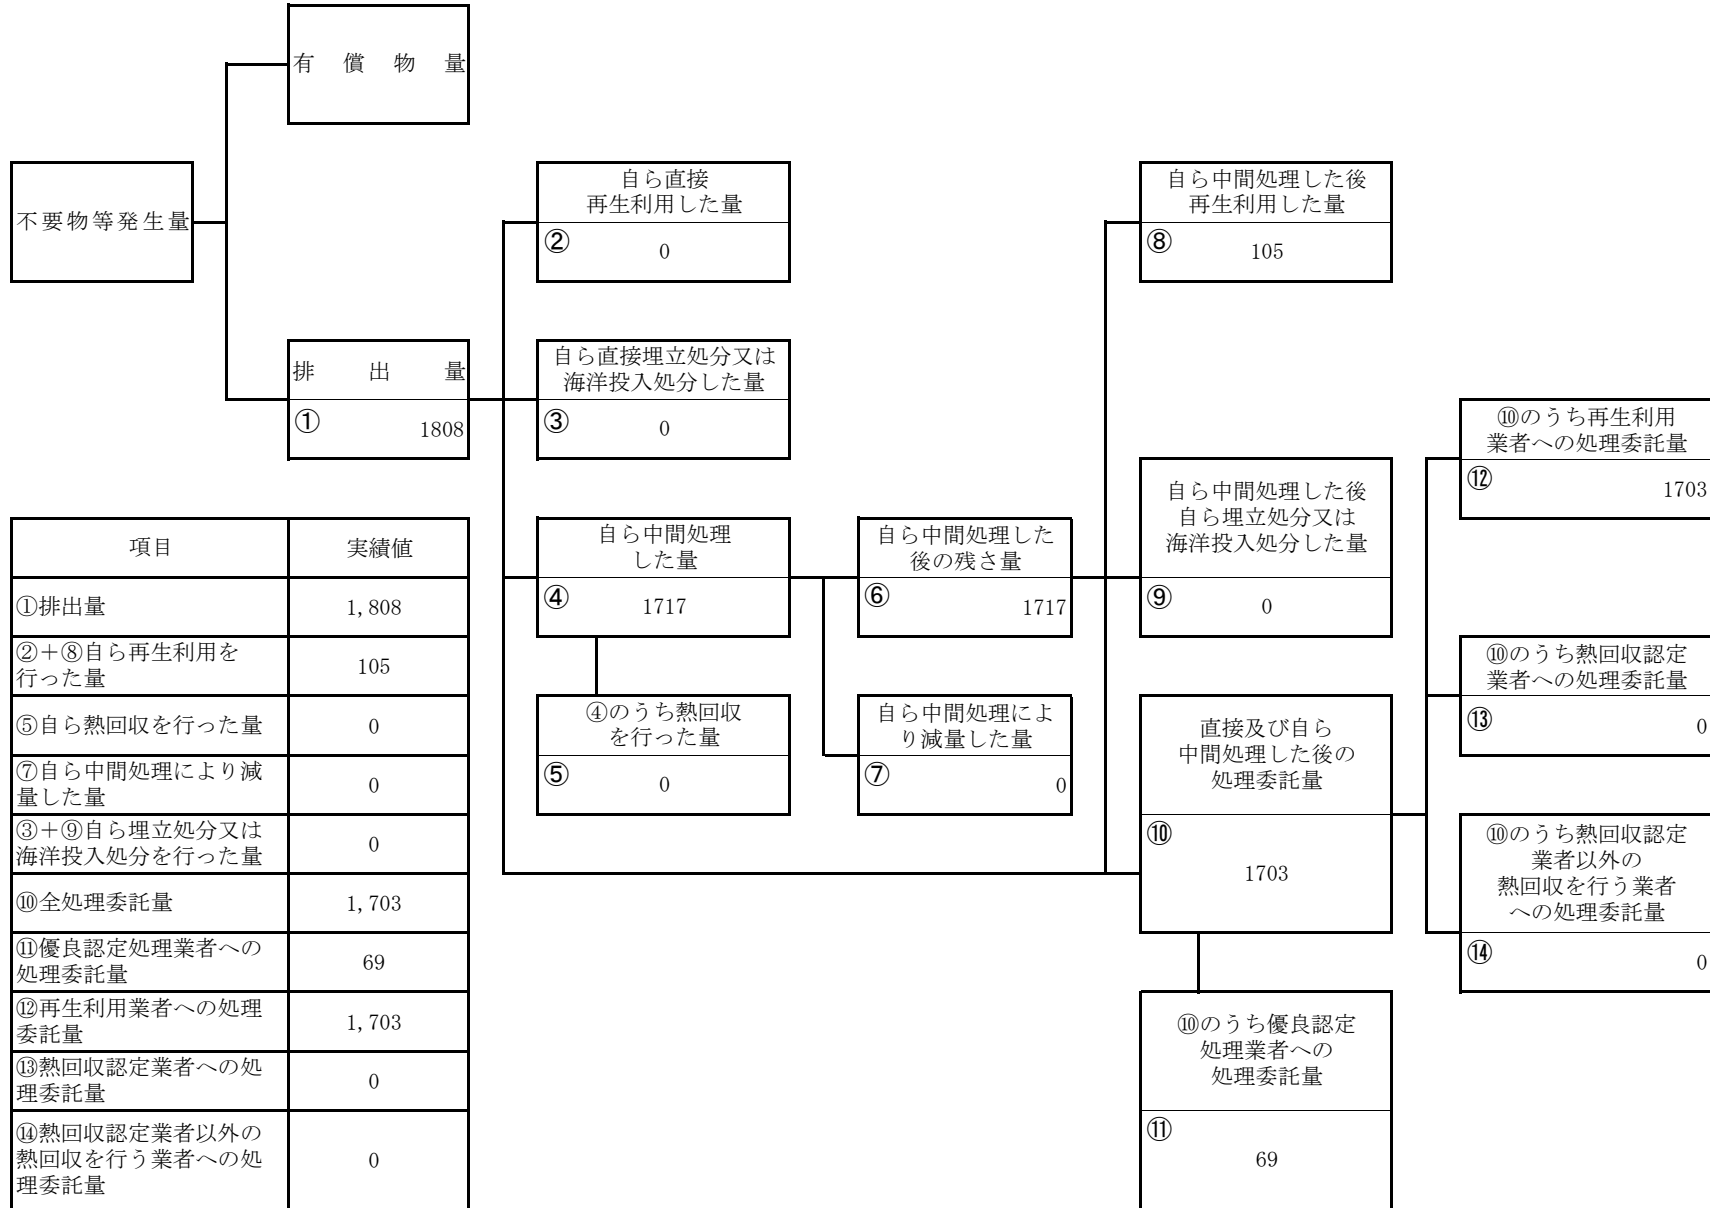 有償物量
不要物等発生量
排出量
①
1808
自ら直接
再生利用した量
②
0
自ら直接埋立処分又は
海洋投入処分した量
③
0
自ら中間処理
した量
④
1717
④のうち熱回収
を行った量
⑤
0
自ら中間処理した
後の残さ量
⑥
1717
自ら中間処理によ
り減量した量
⑦
0
自ら中間処理した後
再生利用した量
⑧
105
自ら中間処理した後
自ら埋立処分又は
海洋投入処分した量
⑨
0
直接及び自ら
中間処理した後の
処理委託量
⑩
1703
⑩のうち優良認定
処理業者への
処理委託量
⑪
69
⑩のうち再生利用
業者への処理委託量
⑫
1703
⑩のうち熱回収認定
業者への処理委託量
⑬
0
⑩のうち熱回収認定
業者以外の
熱回収を行う業者
への処理委託量
⑭
0
項目 実績値
①排出量 1,808
②+⑧自ら再生利用を
行った量 105
⑤自ら熱回収を行った量 0
⑦自ら中間処理により減
量した量 0
③+⑨自ら埋立処分又は
海洋投入処分を行った量 0
⑩全処理委託量 1,703
⑪優良認定処理業者への
処理委託量 69
⑫再生利用業者への処理
委託量 1,703
⑬熱回収認定業者への処
理委託量 0
⑭熱回収認定業者以外の
熱回収を行う業者への処
理委託量 0